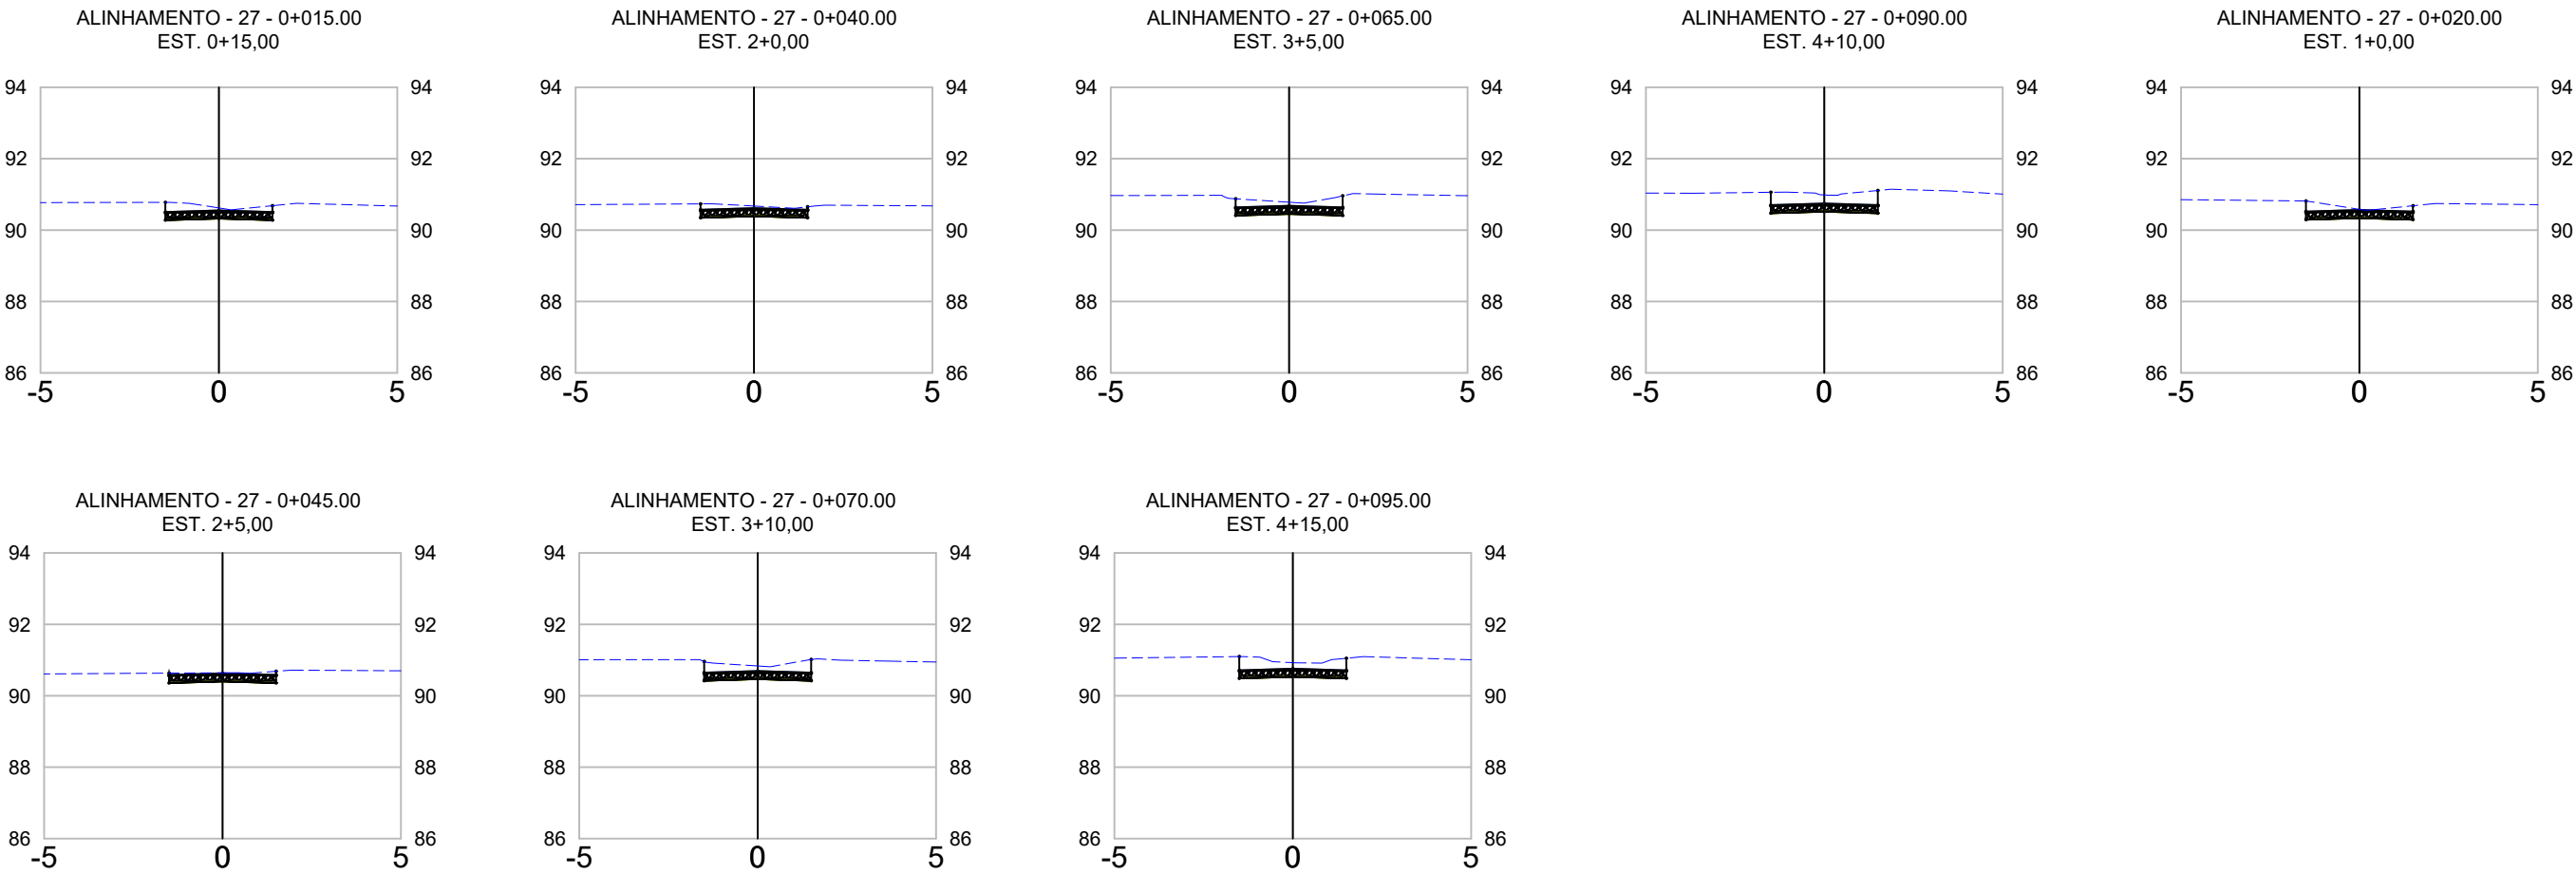 ALINHAMENTO - 27 - 0+015.00
EST. 0+15,00
94 94
92 92
90 90
88 88
86 86
-5 0 5
ALINHAMENTO - 27 - 0+040.00
EST. 2+0,00
94 94
92 92
90 90
88 88
86 86
-5 0 5
ALINHAMENTO - 27 - 0+065.00
EST. 3+5,00
94 94
92 92
90 90
88 88
86 86
-5 0 5
ALINHAMENTO - 27 - 0+090.00
EST. 4+10,00
94 94
92 92
90 90
88 88
86 86
-5 0 5
ALINHAMENTO - 27 - 0+020.00
EST. 1+0,00
94 94
92 92
90 90
88 88
86 86
-5 0 5
ALINHAMENTO - 27 - 0+045.00
EST. 2+5,00
94 94
92 92
90 90
88 88
86 86
-5 0 5
ALINHAMENTO - 27 - 0+070.00
EST. 3+10,00
94 94
92 92
90 90
88 88
86 86
-5 0 5
ALINHAMENTO - 27 - 0+095.00
EST. 4+15,00
94 94
92 92
90 90
88 88
86 86
-5 0 5